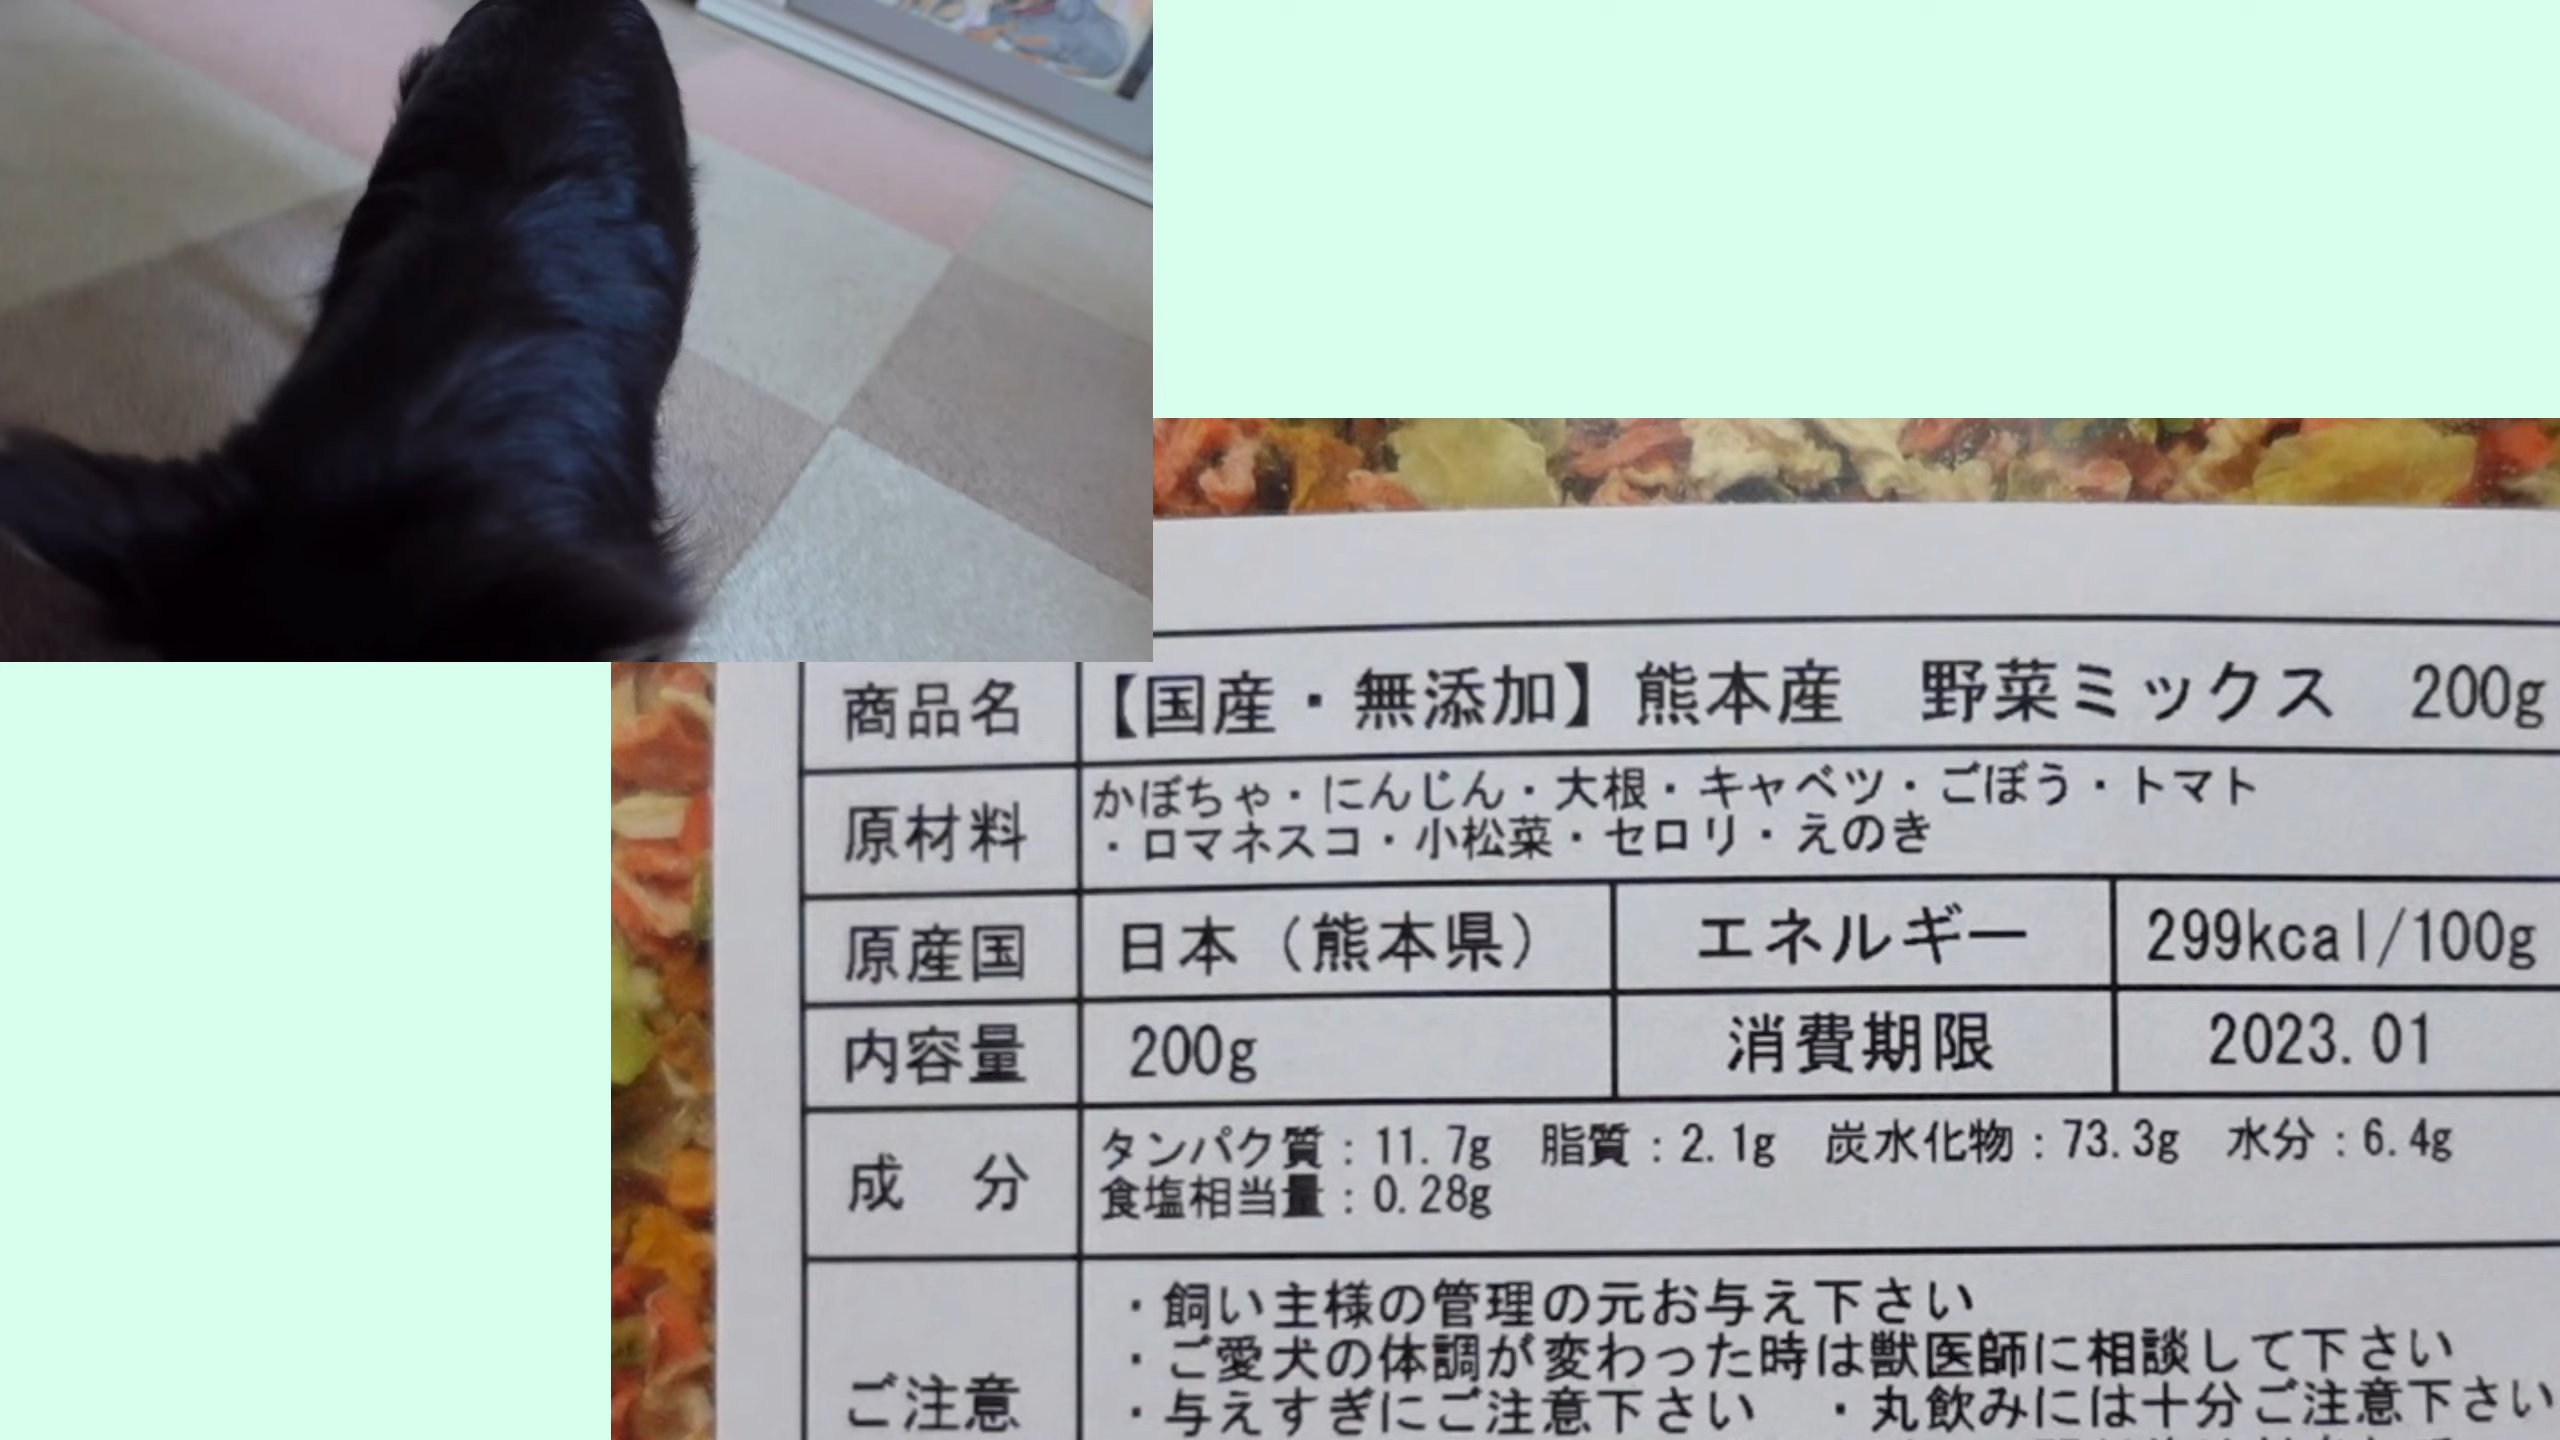 商品名 【国産・無添加】熊本産 野菜ミックス 200g
原材料 かぼちゃ・にんじん・大根・キャベツ・ごぼう・トマト
・ロマネスコ・小松菜・セロリ・えのき
原産国 日本（熊本県） エネルギー 299kcal/100g
内容量 200g 消費期限 2023.01
成 分 タンパク質：11.7g 脂質：2.1g 炭水化物：73.3g 水分：6.4g
食塩相当量：0.28g
ご注意
・飼い主様の管理の元お与え下さい
・ご愛犬の体調が変わった時は獣医師に相談して下さい
・与えすぎにご注意下さい ・丸飲みには十分ご注意下さい